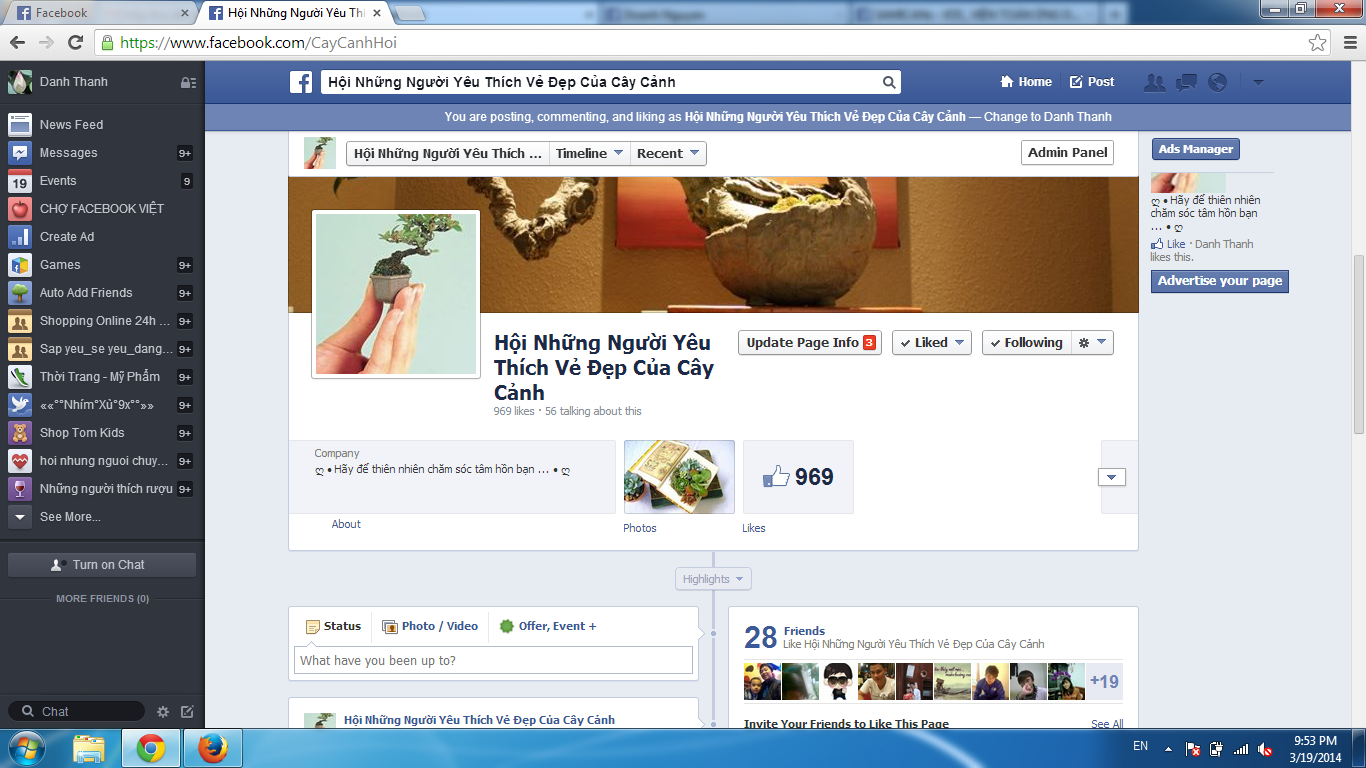 Facebook
Hội Những Người Yêu Thí
https://www.facebook.com/CayCanhHoi
Danh Thanh
News Feed
Messages 9+
19 Events 9
CHỢ FACEBOOK VIỆT
Create Ad
Games 9+
Auto Add Friends 9+
Shopping Online 24h ... 9+
Sap yeu_se yeu_dang... 9+
Thời Trang - Mỹ Phẩm 9+
««°°Nhím°Xù°9x°°»» 9+
Shop Tom Kids 9+
hoi nhung nguoi chuy... 9+
Những người thích rượu 9+
See More...
Turn on Chat
MORE FRIENDS (0)
Chat
Hội Những Người Yêu Thích Vẻ Đẹp Của Cây Cảnh
Home
Post
You are posting, commenting, and liking as Hội Những Người Yêu Thích Vẻ Đẹp Của Cây Cảnh — Change to Danh Thanh
Hội Những Người Yêu Thích ...
Timeline
Recent
Admin Panel
Hội Những Người Yêu
Thích Vẻ Đẹp Của Cây
Cảnh
969 likes · 56 talking about this
Update Page Info 3
Liked
Following
Company
ღ • Hãy để thiên nhiên chăm sóc tâm hồn bạn ... • ღ
About
Photos
969
Likes
Highlights
Status
Photo / Video
Offer, Event +
What have you been up to?
Hội Những Người Yêu Thích Vẻ Đẹp Của Cây Cảnh
28 Friends
Like Hội Những Người Yêu Thích Vẻ Đẹp Của Cây Cảnh
+19
Invite Your Friends to Like This Page
See All
Ads Manager
ღ • Hãy để thiên nhiên
chăm sóc tâm hồn bạn
... • ღ
Like · Danh Thanh
likes this.
Advertise your page
EN
9:53 PM
3/19/2014